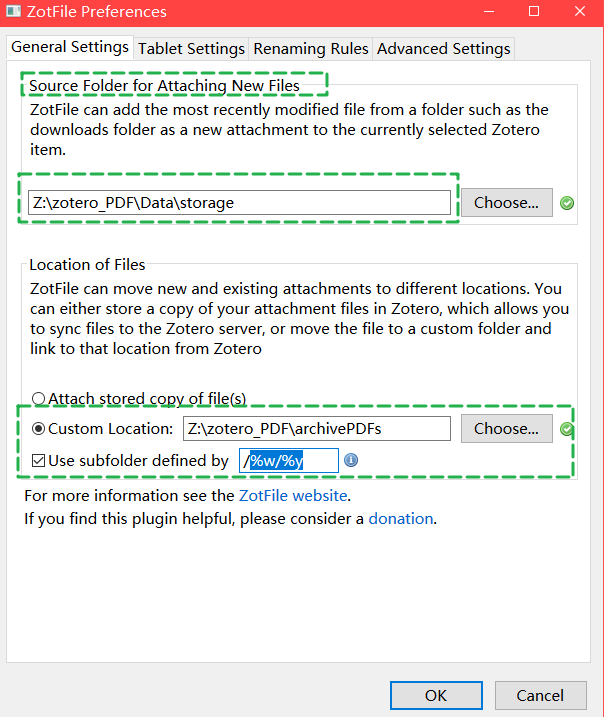 ZotFile Preferences
General Settings Tablet Settings Renaming Rules Advanced Settings
Source Folder for Attaching New Files
ZotFile can add the most recently modified file from a folder such as the
downloads folder as a new attachment to the currently selected Zotero
item.
Z:\zotero_PDF\Data\storage Choose...
Location of Files
ZotFile can move new and existing attachments to different locations. You
can either store a copy of your attachment files in Zotero, which allows you
to sync files to the Zotero server, or move the file to a custom folder and
link to that location from Zotero
Attach stored copy of file(s)
Custom Location: Z:\zotero_PDF\archivePDFs Choose...
Use subfolder defined by /%w/%y
For more information see the ZotFile website.
If you find this plugin helpful, please consider a donation.
OK Cancel